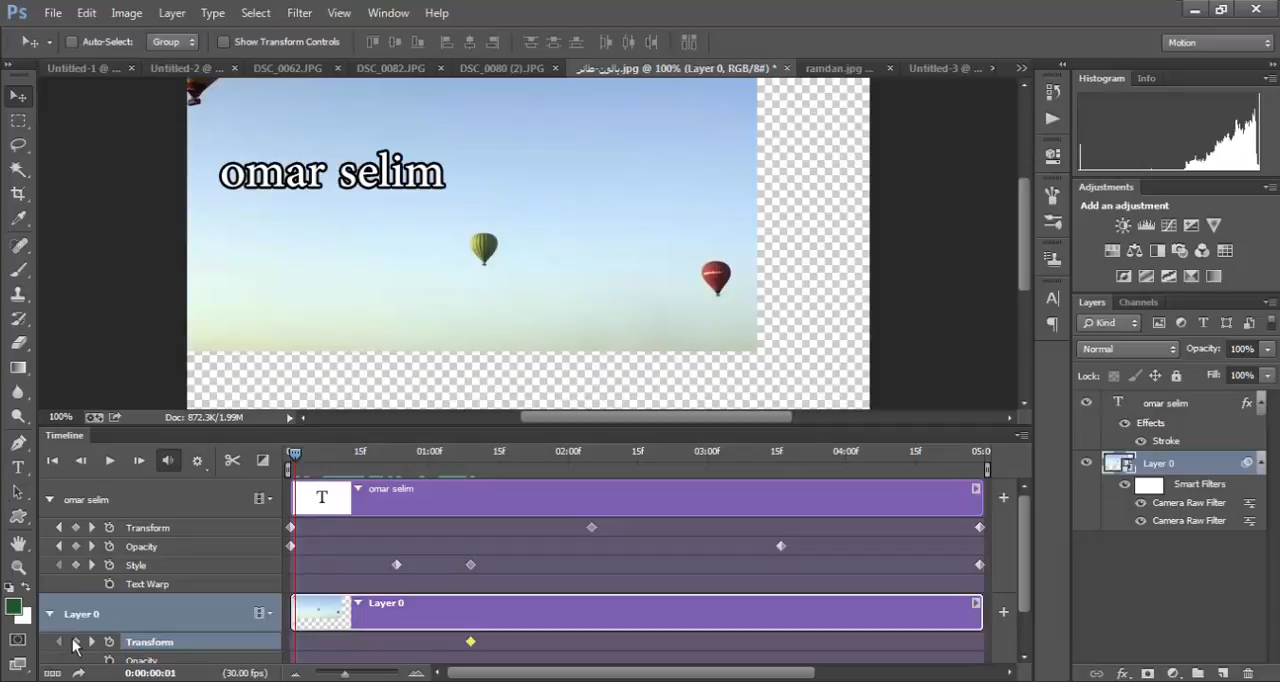 Ps File Edit Image Layer Type Select Filter View Window Help
Auto-Select: Group Show Transform Controls Motion
Untitled-1 @ ... Untitled-2 @ ... DSC_0062.JPG DSC_0082.JPG DSC_0080 (2).JPG بالون-طائر.jpg @ 100% (Layer 0, RGB/8#) * ramdan.jpg ... Untitled-3 @ ...
Histogram Info
omar selim
Adjustments
Add an adjustment
Layers Channels
Kind
Normal Opacity: 100%
Lock: Fill: 100%
T omar selim fx
Effects
Stroke
Layer 0
Smart Filters
Camera Raw Filter
Camera Raw Filter
100% Doc: 872.3K/1.99M
Timeline
15f 01:00f 15f 02:00f 15f 03:00f 15f 04:00f 15f 05:0
omar selim T omar selim
Transform
Opacity
Style
Text Warp
Layer 0 Layer 0
Transform
Opacity
0:00:00:01 (30.00 fps)